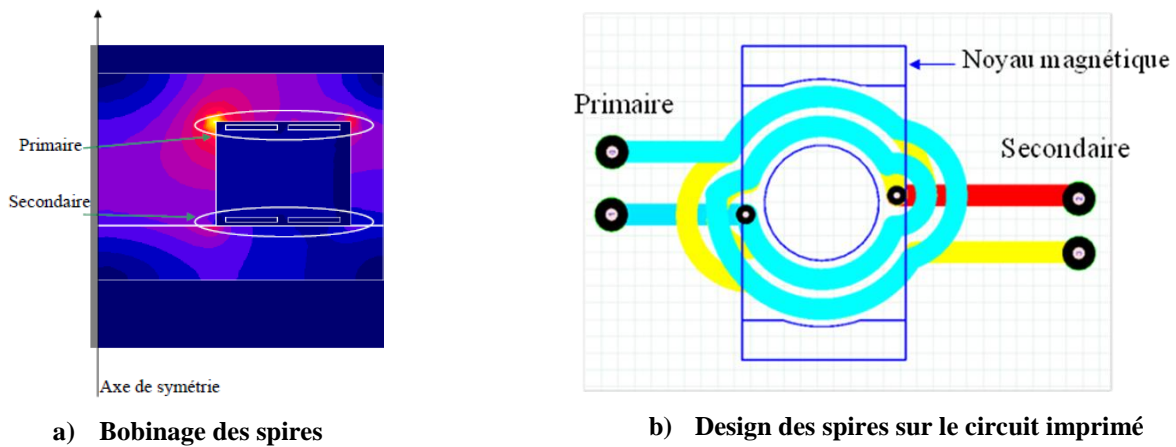 Primaire
Secondaire
Axe de symétrie
a) Bobinage des spires
Noyau magnétique
Primaire
Secondaire
b) Design des spires sur le circuit imprimé